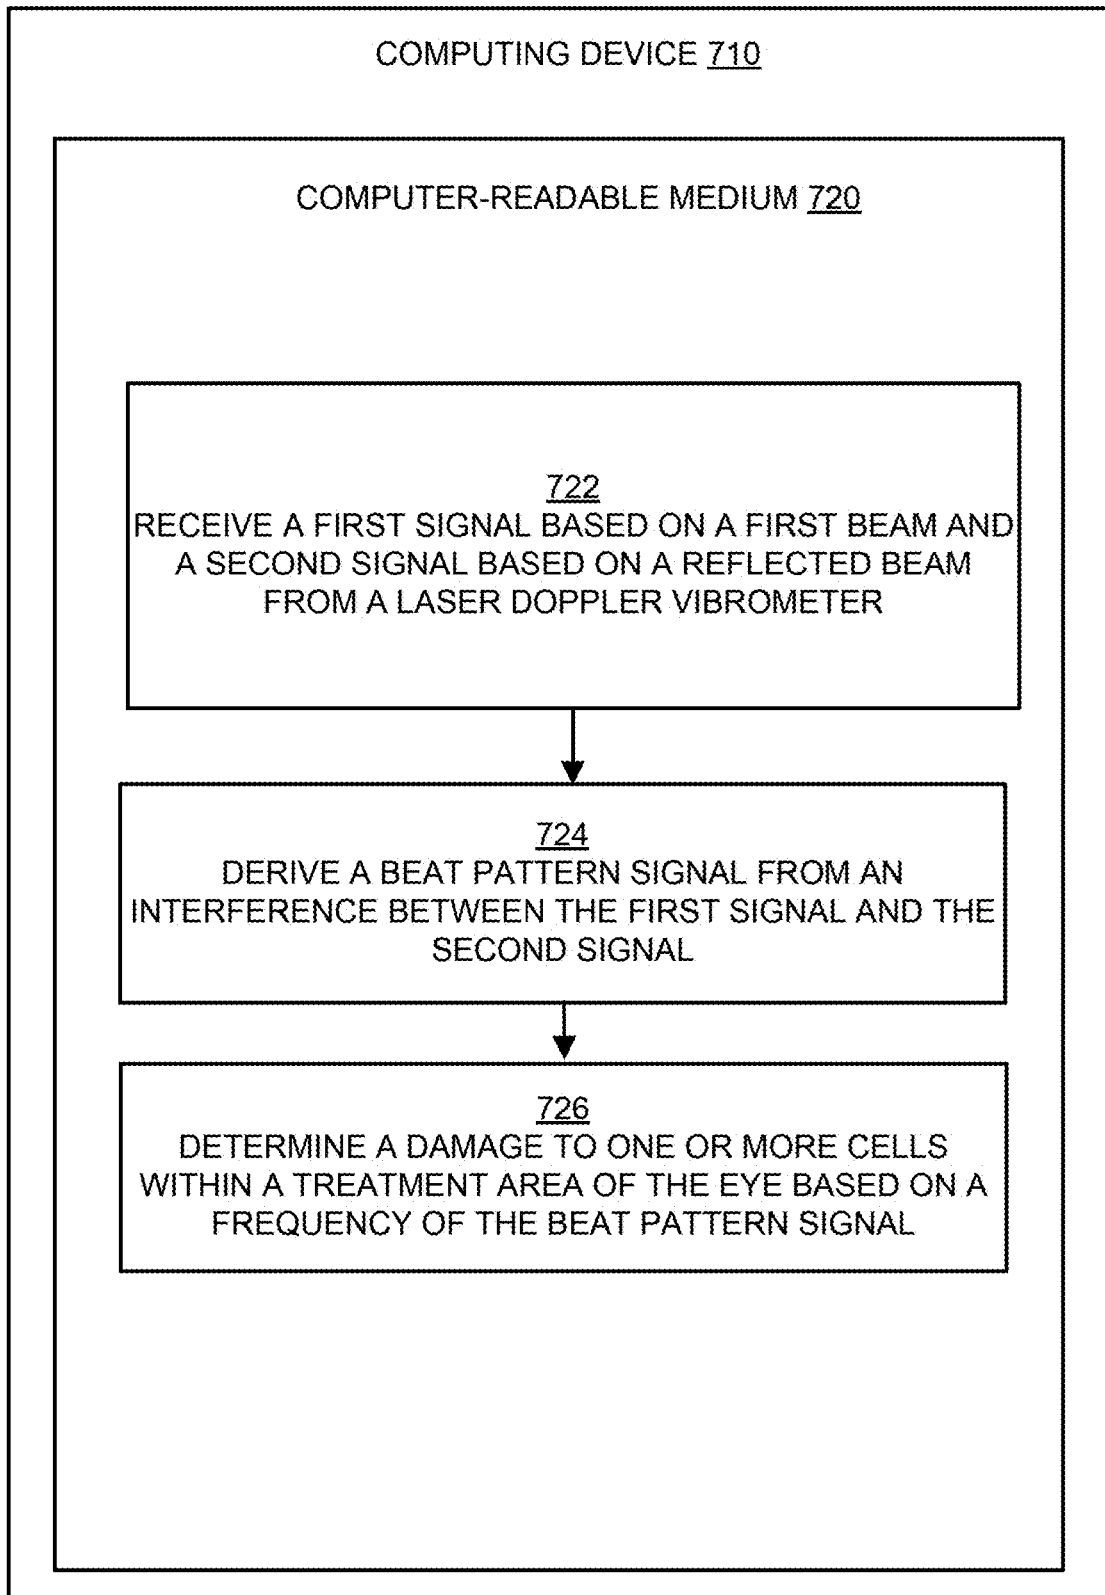 COMPUTING DEVICE 710
COMPUTER-READABLE MEDIUM 720
722
RECEIVE A FIRST SIGNAL BASED ON A FIRST BEAM AND
A SECOND SIGNAL BASED ON A REFLECTED BEAM
FROM A LASER DOPPLER VIBROMETER
724
DERIVE A BEAT PATTERN SIGNAL FROM AN
INTERFERENCE BETWEEN THE FIRST SIGNAL AND THE
SECOND SIGNAL
726
DETERMINE A DAMAGE TO ONE OR MORE CELLS
WITHIN A TREATMENT AREA OF THE EYE BASED ON A
FREQUENCY OF THE BEAT PATTERN SIGNAL